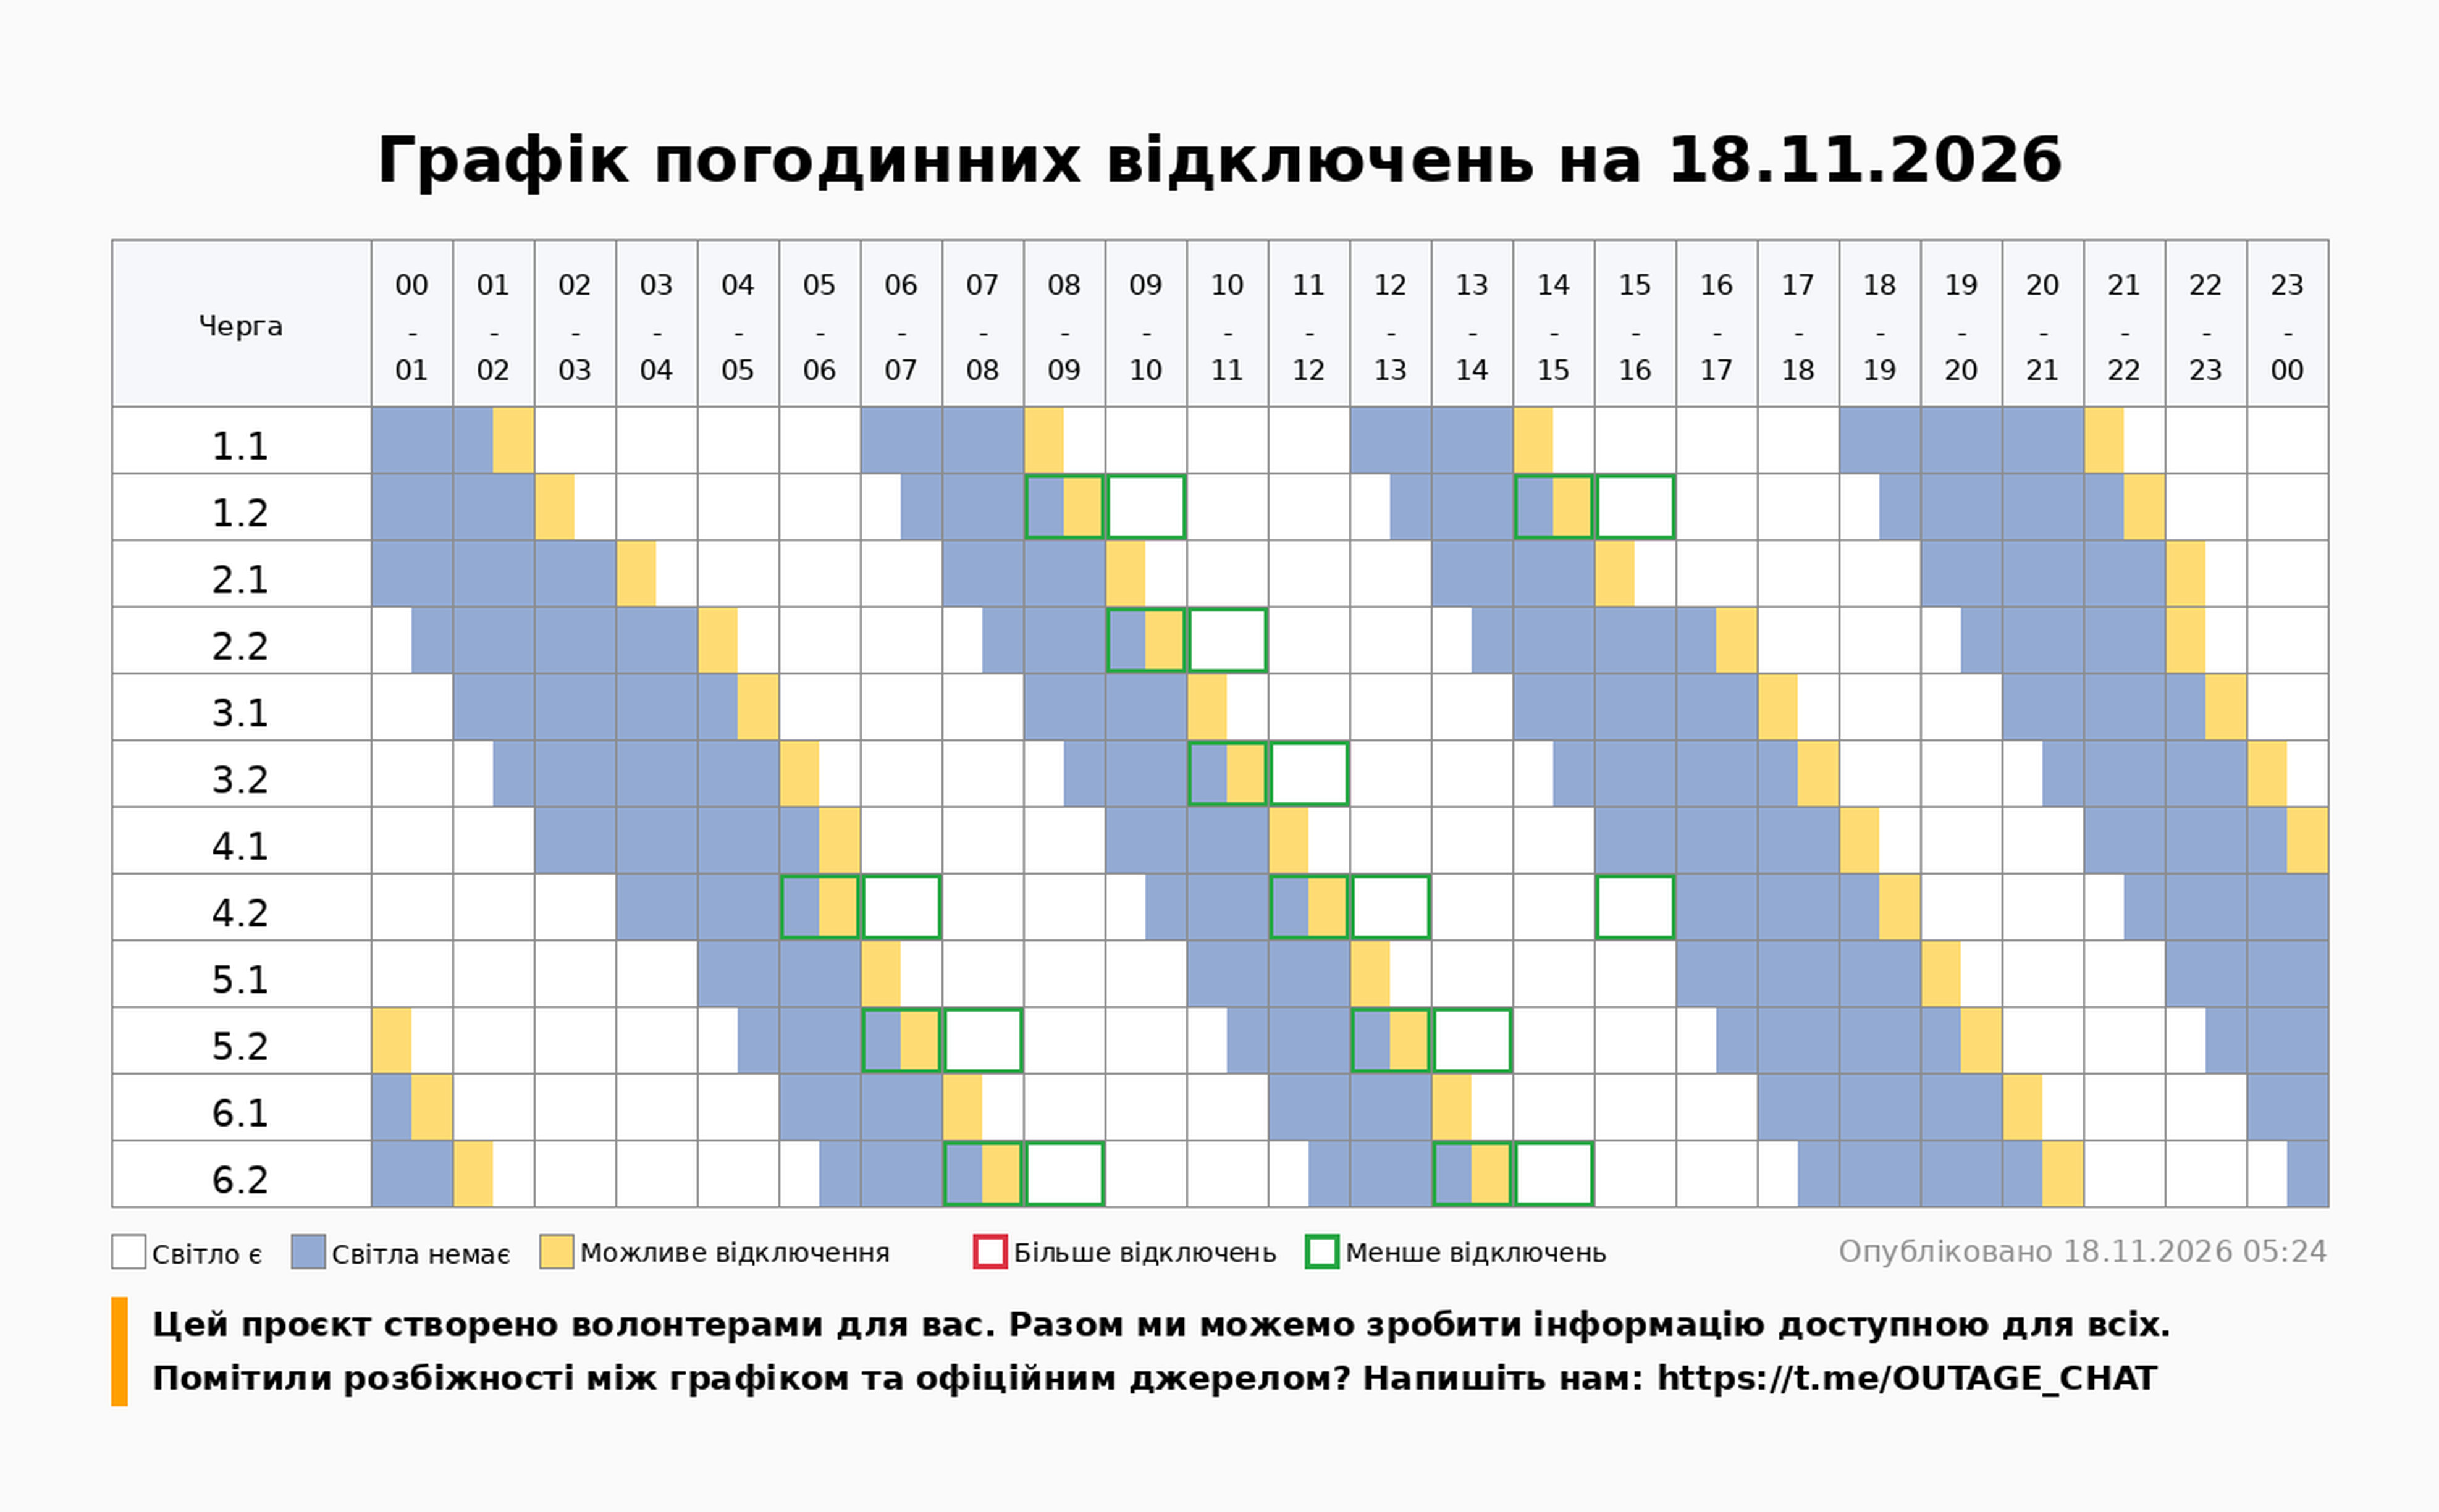 Графік погодинних відключень на 18.11.2026
Черга 00 - 01 01 - 02 02 - 03 03 - 04 04 - 05 05 - 06 06 - 07 07 - 08 08 - 09 09 - 10 10 - 11 11 - 12 12 - 13 13 - 14 14 - 15 15 - 16 16 - 17 17 - 18 18 - 19 19 - 20 20 - 21 21 - 22 22 - 23 23 - 00
1.1
1.2
2.1
2.2
3.1
3.2
4.1
4.2
5.1
5.2
6.1
6.2
Світло є Світла немає Можливе відключення Більше відключень Менше відключень Опубліковано 18.11.2026 05:24
Цей проєкт створено волонтерами для вас. Разом ми можемо зробити інформацію доступною для всіх.
Помітили розбіжності між графіком та офіційним джерелом? Напишіть нам: https://t.me/OUTAGE_CHAT